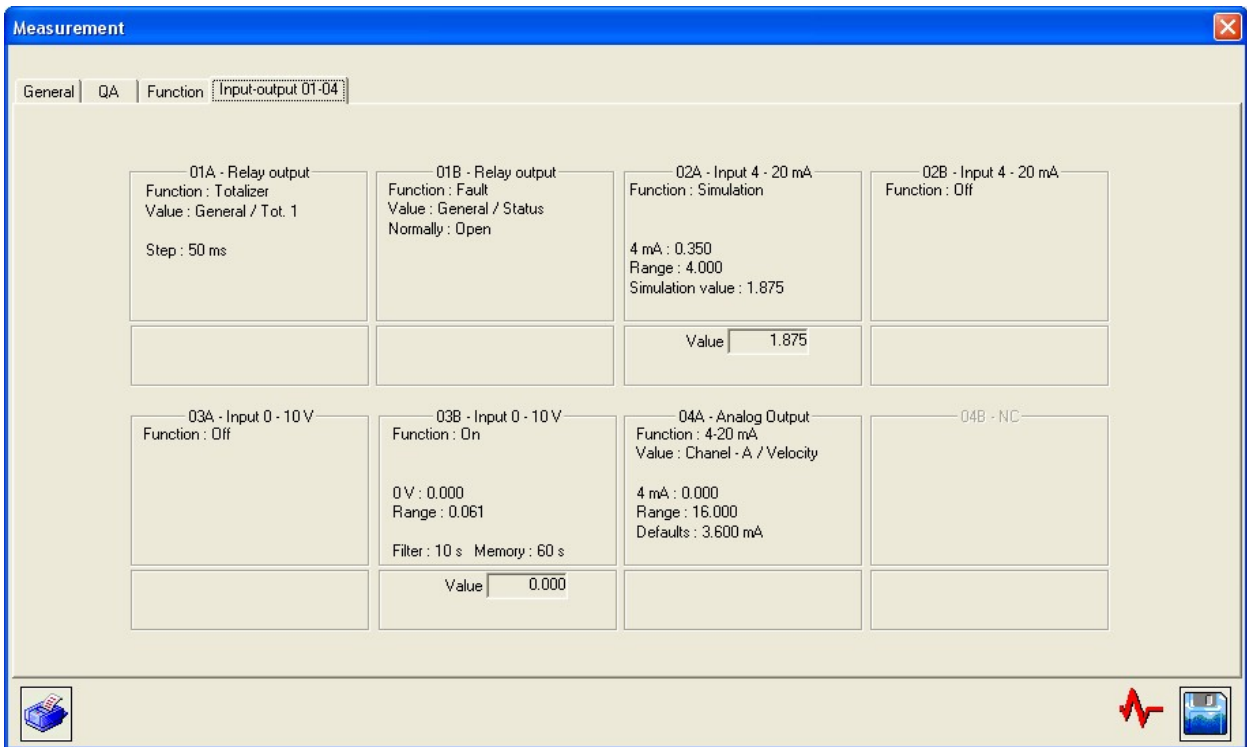 Measurement
General
QA
Function
Input-output 01-04
01A - Relay output
Function : Totalizer
Value : General / Tot. 1
Step : 50 ms
01B - Relay output
Function : Fault
Value : General / Status
Normally : Open
02A - Input 4 - 20 mA
Function : Simulation
4 mA : 0.350
Range : 4.000
Simulation value : 1.875
Value 1.875
02B - Input 4 - 20 mA
Function : Off
03A - Input 0 - 10 V
Function : Off
03B - Input 0 - 10 V
Function : On
0 V : 0.000
Range : 0.061
Filter : 10 s Memory : 60 s
Value 0.000
04A - Analog Output
Function : 4-20 mA
Value : Chanel - A / Velocity
4 mA : 0.000
Range : 16.000
Defaults : 3.600 mA
04B - NC